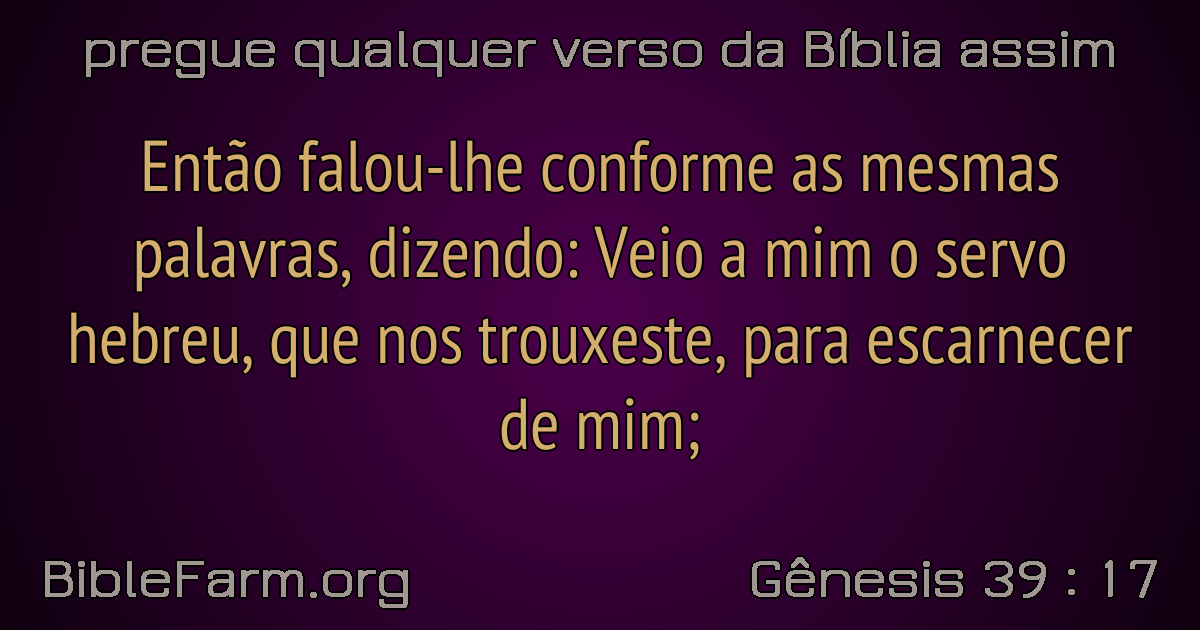 pregue qualquer verso da Bíblia assim
Então falou-lhe conforme as mesmas
palavras, dizendo: Veio a mim o servo
hebreu, que nos trouxeste, para escarnecer
de mim;
BibleFarm.org
Gênesis 39 : 17